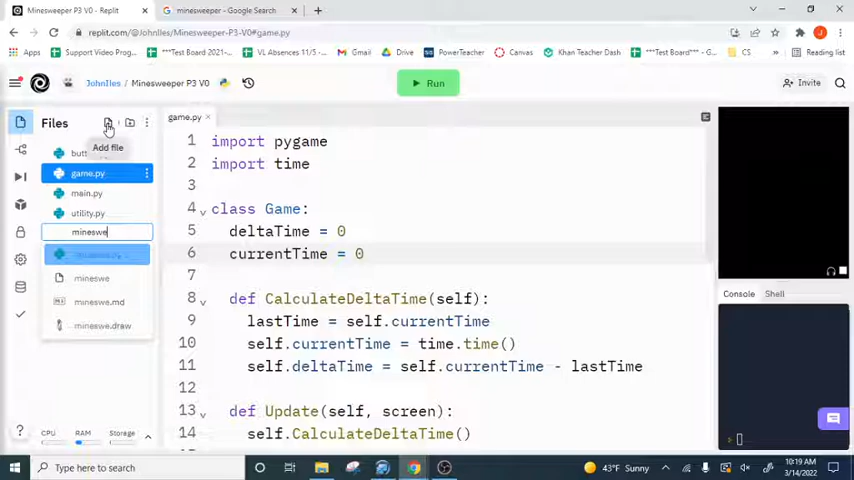 Minesweeper P3 V0 - Replit
minesweeper - Google Search
replit.com/@JohnIles/Minesweeper-P3-V0#game.py
Apps
Support Video Progr...
***Test Board 2021-...
VL Absences 11/5 -...
Gmail
Drive
PowerTeacher
Canvas
Khan Teacher Dash
***Test Board ***Tes...
Reading list
JohnIles / Minesweeper P3 V0
Run
Invite
Files
Add file
game.py
main.py
utility.py
mineswe
mineswe
mineswe.md
mineswe.draw
CPU
RAM
Storage
game.py
1 import pygame
2 import time
3
4 class Game:
5 deltaTime = 0
6 currentTime = 0
7
8 def CalculateDeltaTime(self):
9 lastTime = self.currentTime
10 self.currentTime = time.time()
11 self.deltaTime = self.currentTime - lastTime
12
13 def Update(self, screen):
14 self.CalculateDeltaTime()
Console
Shell
Type here to search
43°F Sunny
10:19 AM
3/14/2022